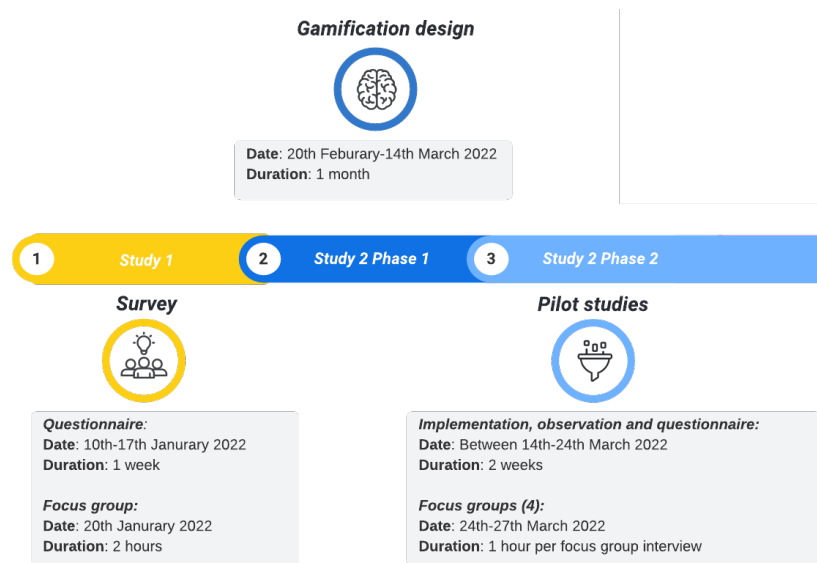 Gamification design
Date: 20th Feburary-14th March 2022
Duration: 1 month
1
Study 1
2
Study 2 Phase 1
3
Study 2 Phase 2
Survey
Questionnaire:
Date: 10th-17th Janurary 2022
Duration: 1 week
Focus group:
Date: 20th Janurary 2022
Duration: 2 hours
Pilot studies
Implementation, observation and questionnaire:
Date: Between 14th-24th March 2022
Duration: 2 weeks
Focus groups (4):
Date: 24th-27th March 2022
Duration: 1 hour per focus group interview